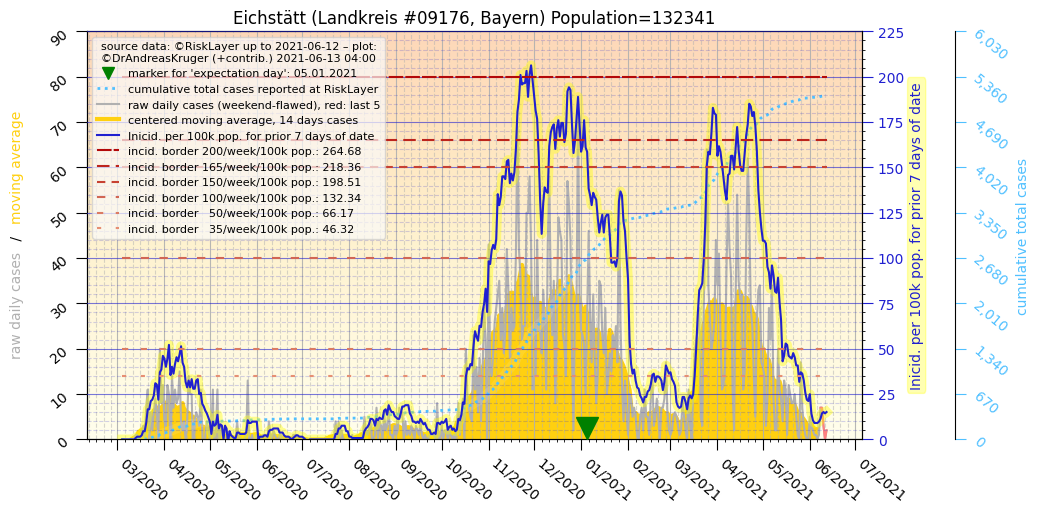 Eichstätt (Landkreis #09176, Bayern) Population=132341
source data: ©RiskLayer up to 2021-06-12 – plot:
©DrAndreasKruger (+contrib.) 2021-06-13 04:00
marker for 'expectation day': 05.01.2021
cumulative total cases reported at RiskLayer
raw daily cases (weekend-flawed), red: last 5
centered moving average, 14 days cases
Inicid. per 100k pop. for prior 7 days of date
incid. border 200/week/100k pop.: 264.68
incid. border 165/week/100k pop.: 218.36
incid. border 150/week/100k pop.: 198.51
incid. border 100/week/100k pop.: 132.34
incid. border   50/week/100k pop.: 66.17
incid. border   35/week/100k pop.: 46.32
raw daily cases / moving average
0
10
20
30
40
50
60
70
80
90
03/2020
04/2020
05/2020
06/2020
07/2020
08/2020
09/2020
10/2020
11/2020
12/2020
01/2021
02/2021
03/2021
04/2021
05/2021
06/2021
07/2021
225
200
175
150
125
100
75
50
25
0
Inicid. per 100k pop. for prior 7 days of date
6,030
5,360
4,690
4,020
3,350
2,680
2,010
1,340
670
0
cumulative total cases